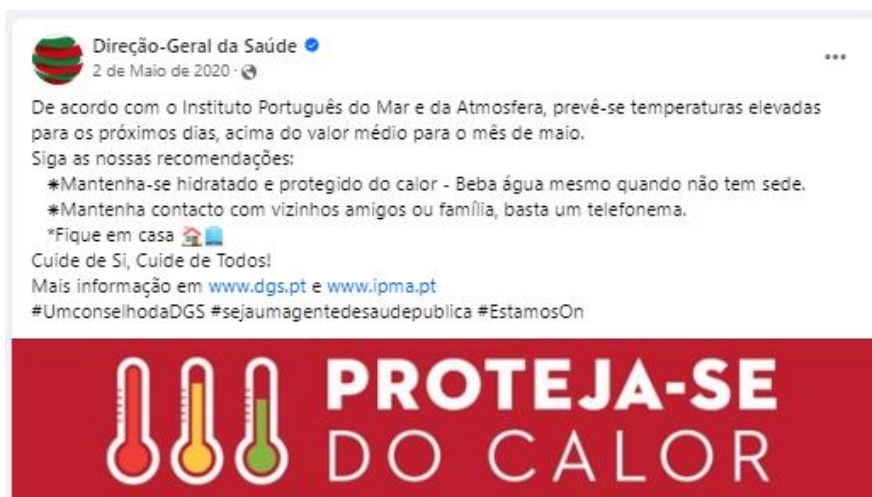 Direção-Geral da Saúde
2 de Maio de 2020 ·
De acordo com o Instituto Português do Mar e da Atmosfera, prevê-se temperaturas elevadas
para os próximos dias, acima do valor médio para o mês de maio.
Siga as nossas recomendações:
✷Mantenha-se hidratado e protegido do calor - Beba água mesmo quando não tem sede.
✷Mantenha contacto com vizinhos amigos ou família, basta um telefonema.
*Fique em casa 🏠🏢
Cuide de Si, Cuide de Todos!
Mais informação em www.dgs.pt e www.ipma.pt
#UmconselhodaDGS #sejaumagentedesaudepublica #EstamosOn
PROTEJA-SE
DO CALOR